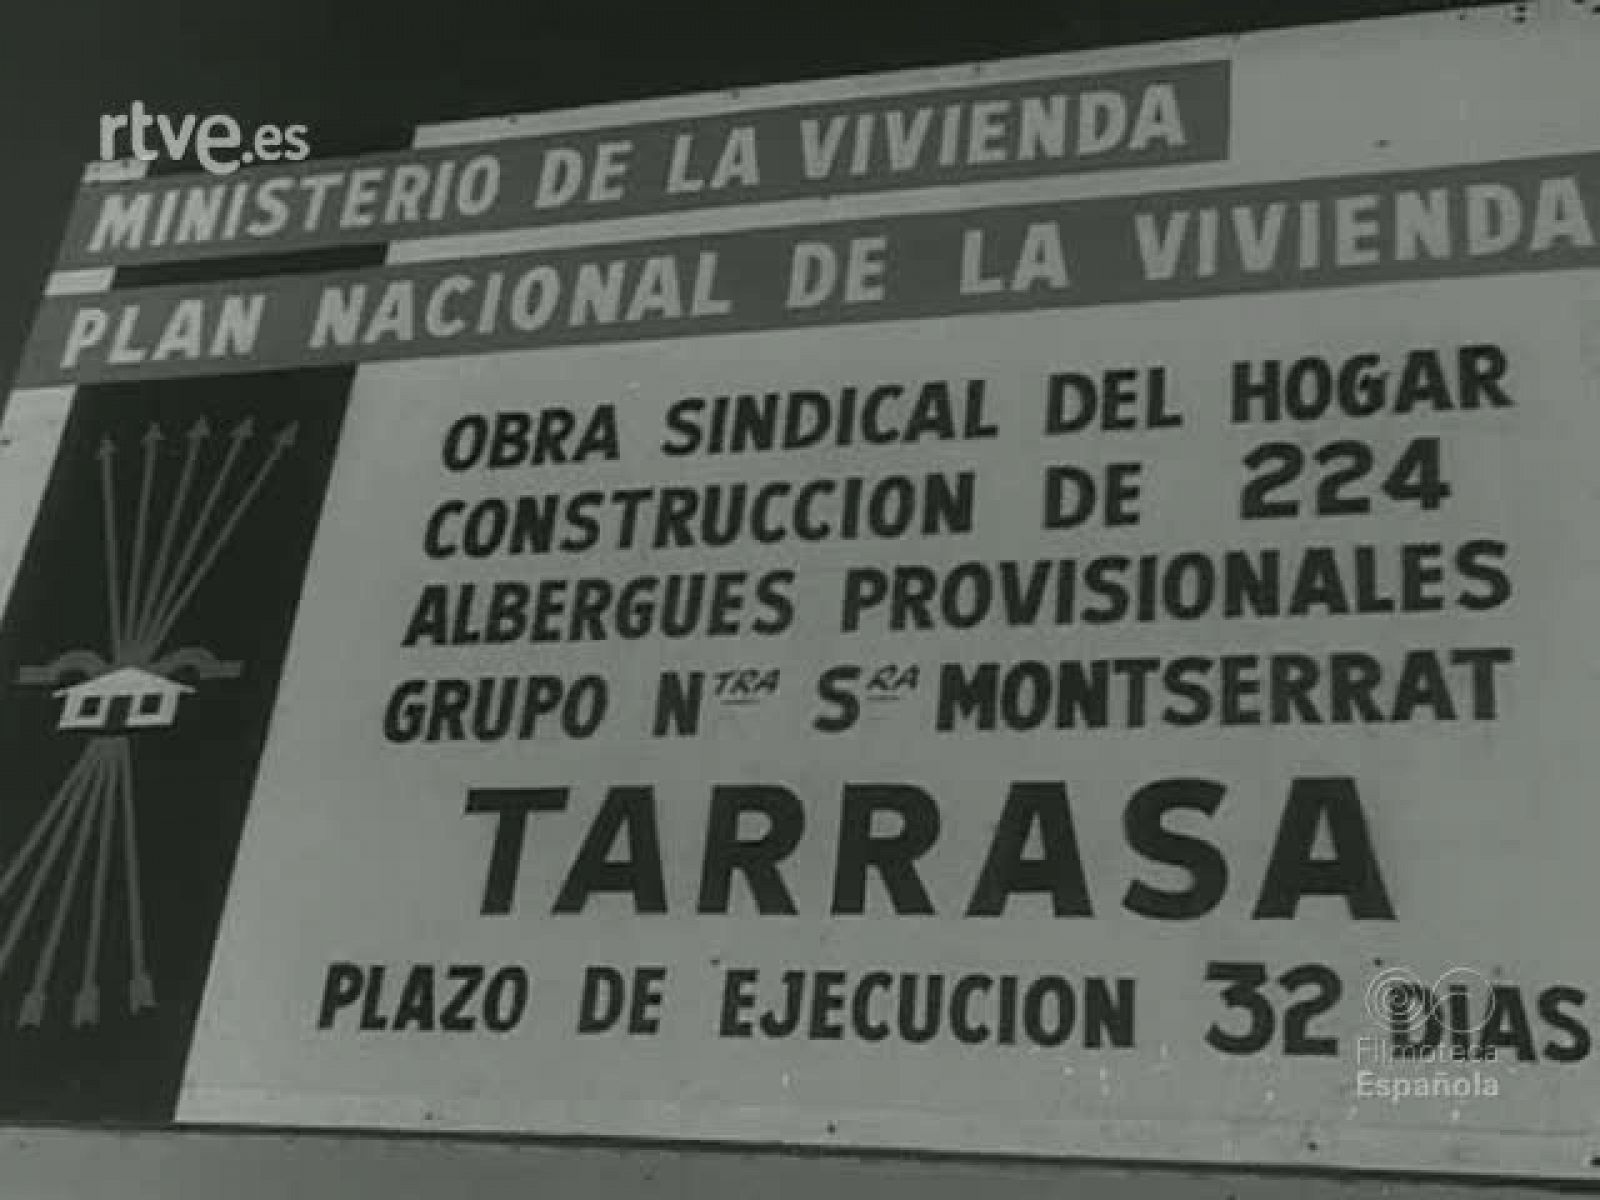 rtve.es
MINISTERIO DE LA VIVIENDA
PLAN NACIONAL DE LA VIVIENDA
OBRA SINDICAL DEL HOGAR
CONSTRUCCION DE 224
ALBERGUES PROVISIONALES
GRUPO NTRA SRA MONTSERRAT
TARRASA
PLAZO DE EJECUCION 32 DIAS
Filmoteca
Española